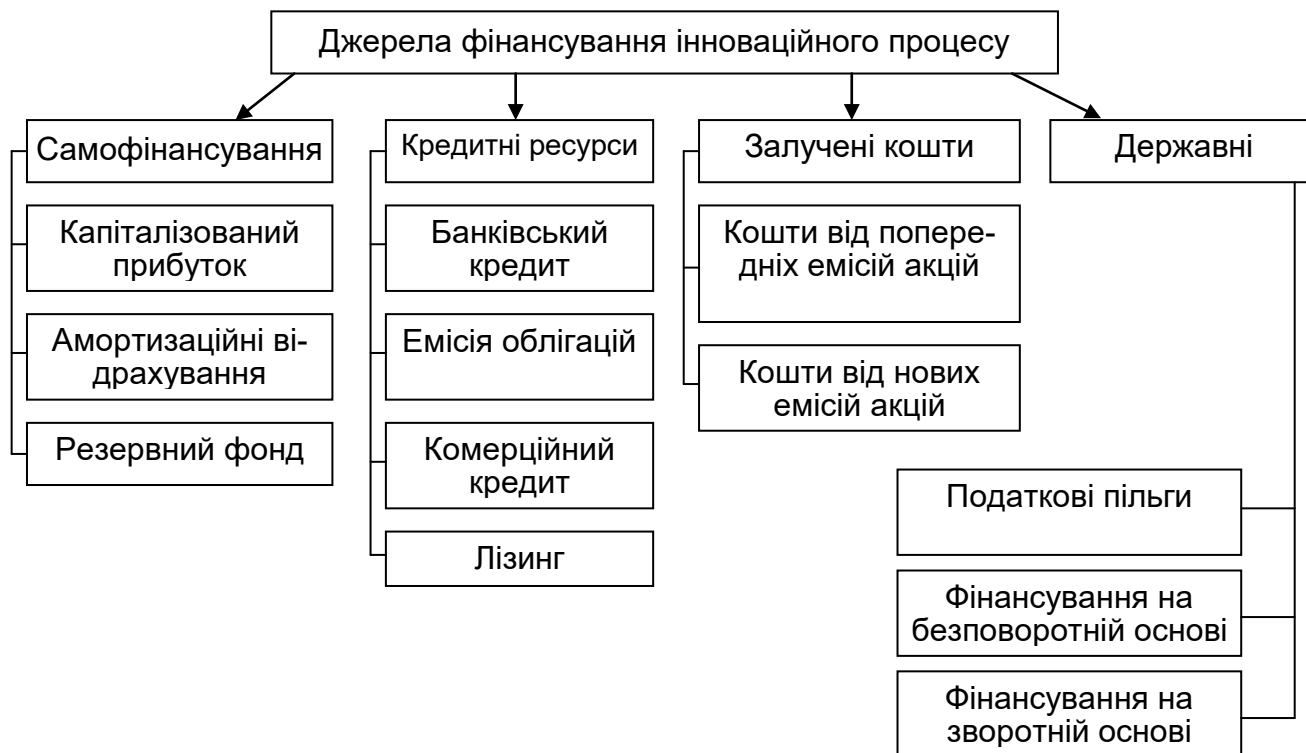 Джерела фінансування інноваційного процесу
Самофінансування
Капіталізований
прибуток
Амортизаційні ві-
драхування
Резервний фонд
Кредитні ресурси
Банківський
кредит
Емісія облігацій
Комерційний
кредит
Лізинг
Залучені кошти
Кошти від попере-
дніх емісій акцій
Кошти від нових
емісій акцій
Державні
Податкові пільги
Фінансування на
безповоротній основі
Фінансування на
зворотній основі